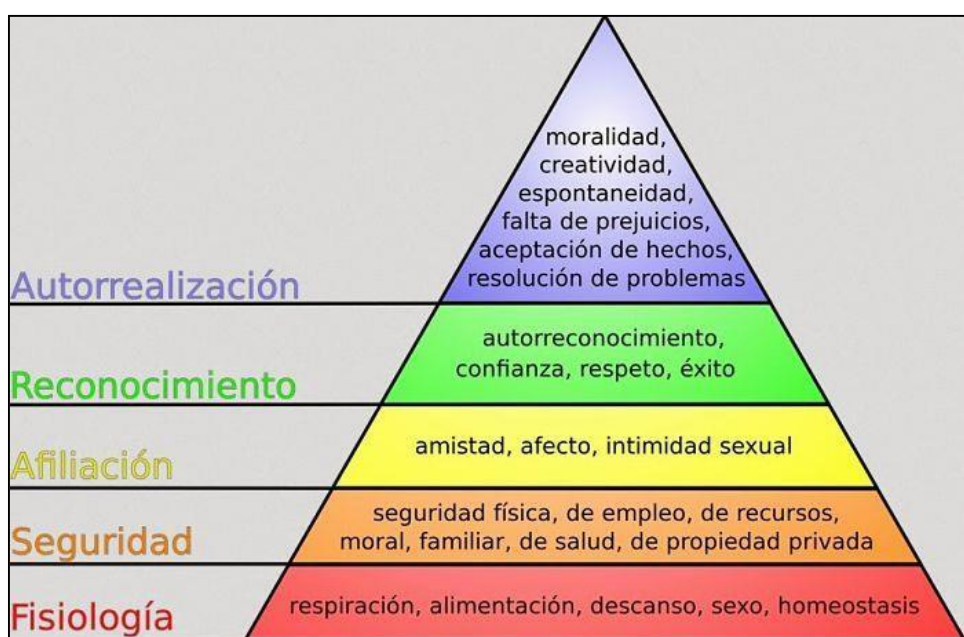 moralidad,
creatividad,
espontaneidad,
falta de prejuicios,
aceptación de hechos,
resolución de problemas
Autorrealización
autorreconocimiento,
confianza, respeto, éxito
Reconocimiento
amistad, afecto, intimidad sexual
Afiliación
seguridad física, de empleo, de recursos,
moral, familiar, de salud, de propiedad privada
Seguridad
respiración, alimentación, descanso, sexo, homeostasis
Fisiología